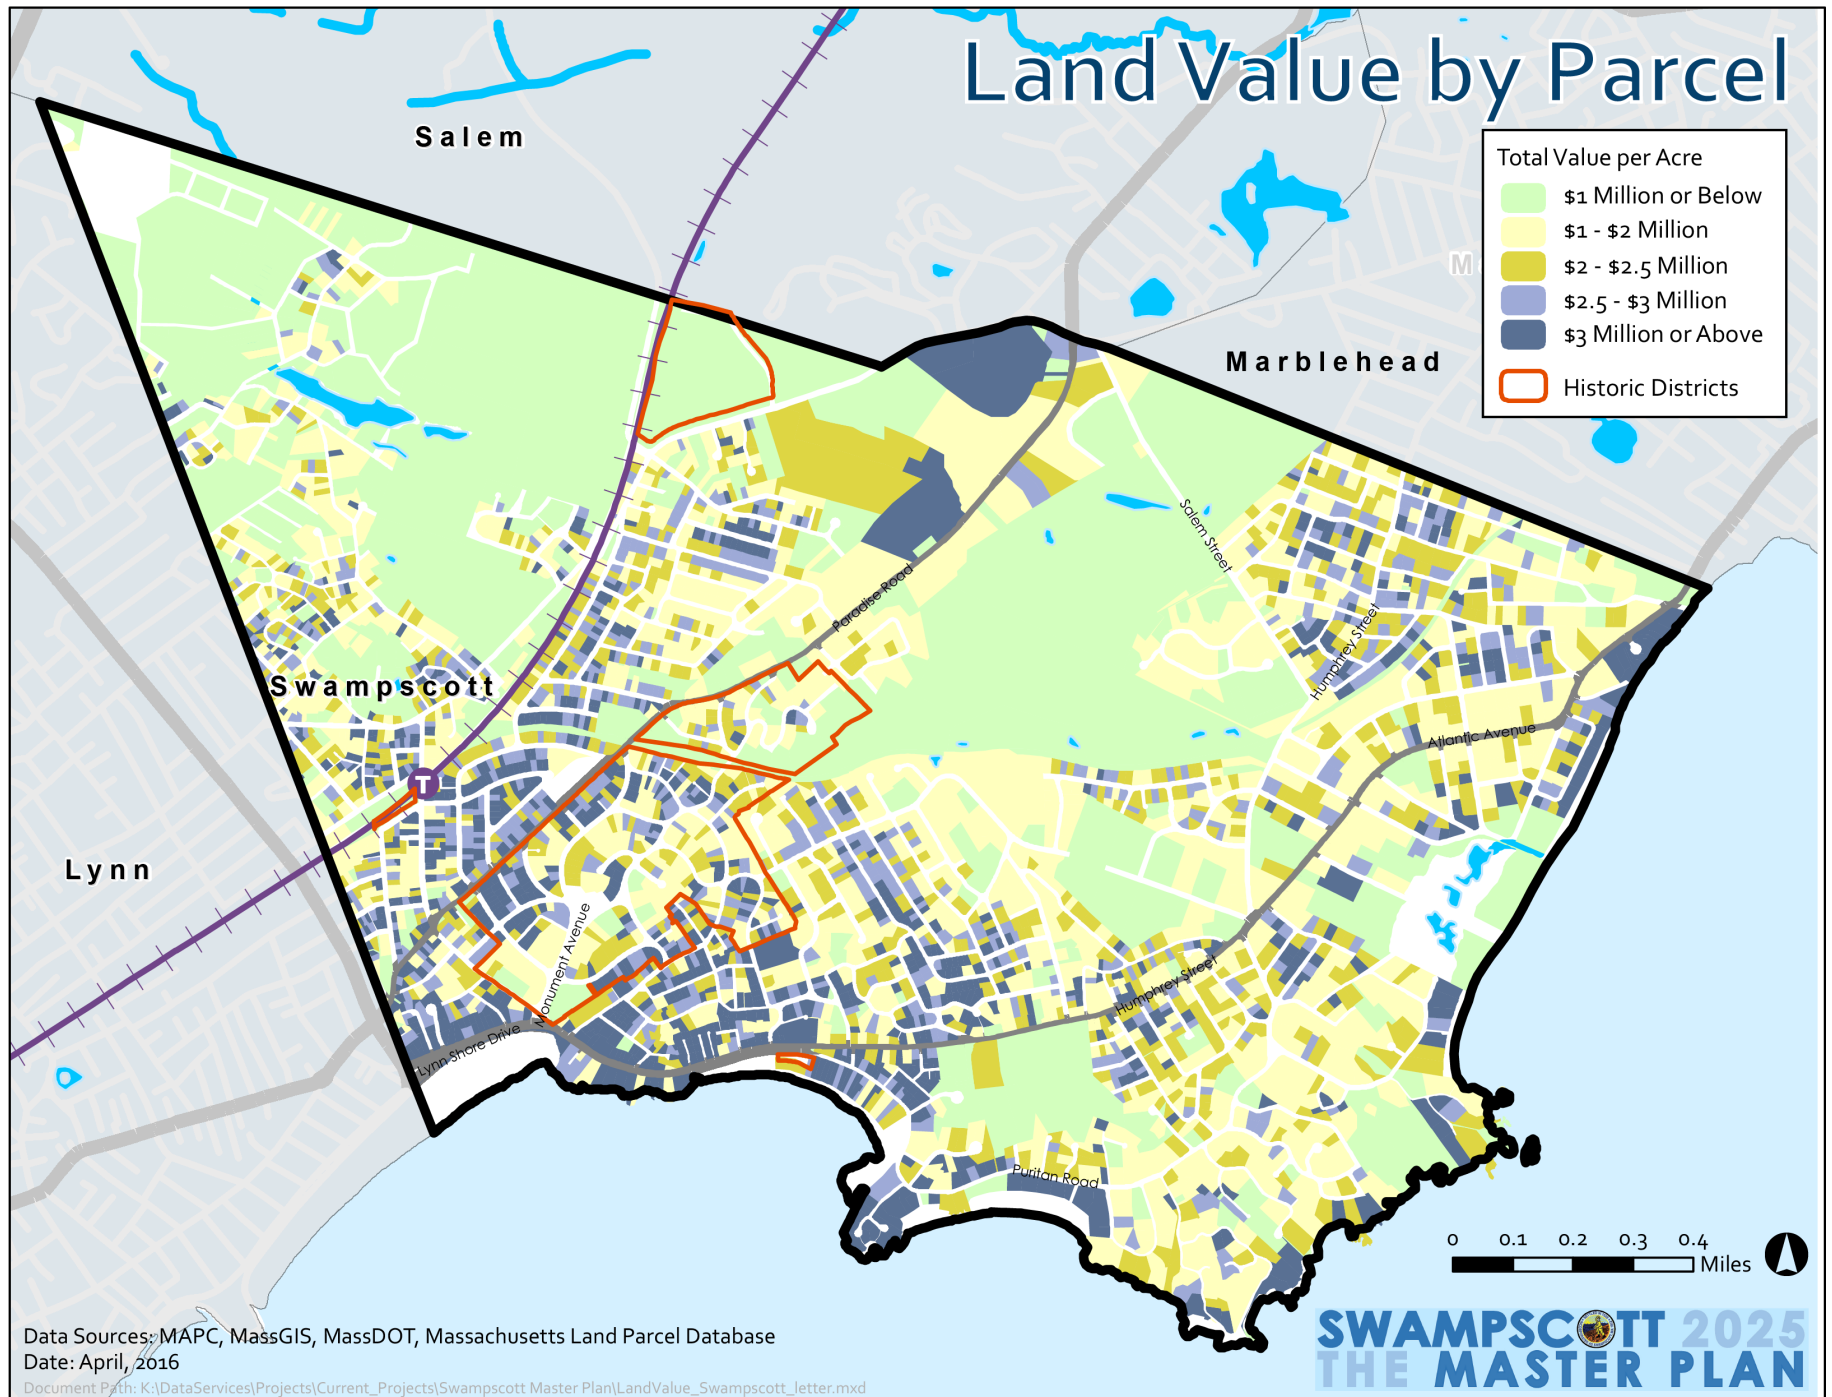 Land Value by Parcel
Salem
Total Value per Acre
$1 Million or Below
$1 - $2 Million
$2 - $2.5 Million
$2.5 - $3 Million
$3 Million or Above
Historic Districts
M
Marblehead
Salem Street
Paradise Road
Humphrey Street
Swampscott
Atlantic Avenue
T
Lynn
Monument Avenue
Humphrey Street
Lynn Shore Drive
Puritan Road
0 0.1 0.2 0.3 0.4
Miles
SWAMPSCOTT 2025
THE MASTER PLAN
Data Sources: MAPC, MassGIS, MassDOT, Massachusetts Land Parcel Database
Date: April, 2016
Document Path: K:\DataServices\Projects\Current_Projects\Swampscott Master Plan\LandValue_Swampscott_letter.mxd